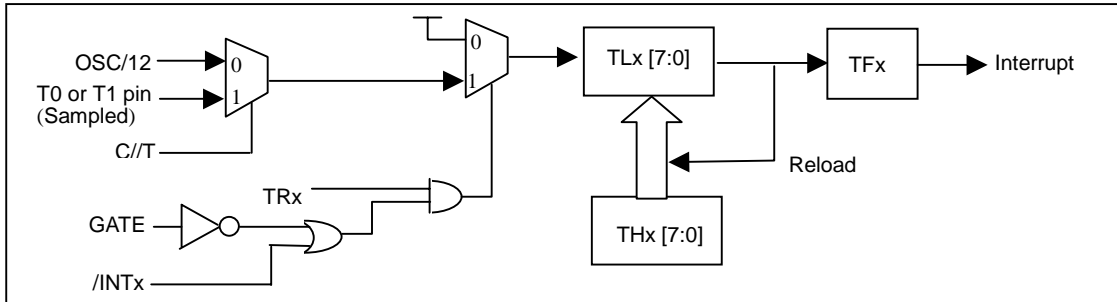 OSC/12
T0 or T1 pin
(Sampled)
C//T
0
1
0
1
TRx
GATE
/INTx
TLx [7:0]
TFx
Interrupt
Reload
THx [7:0]